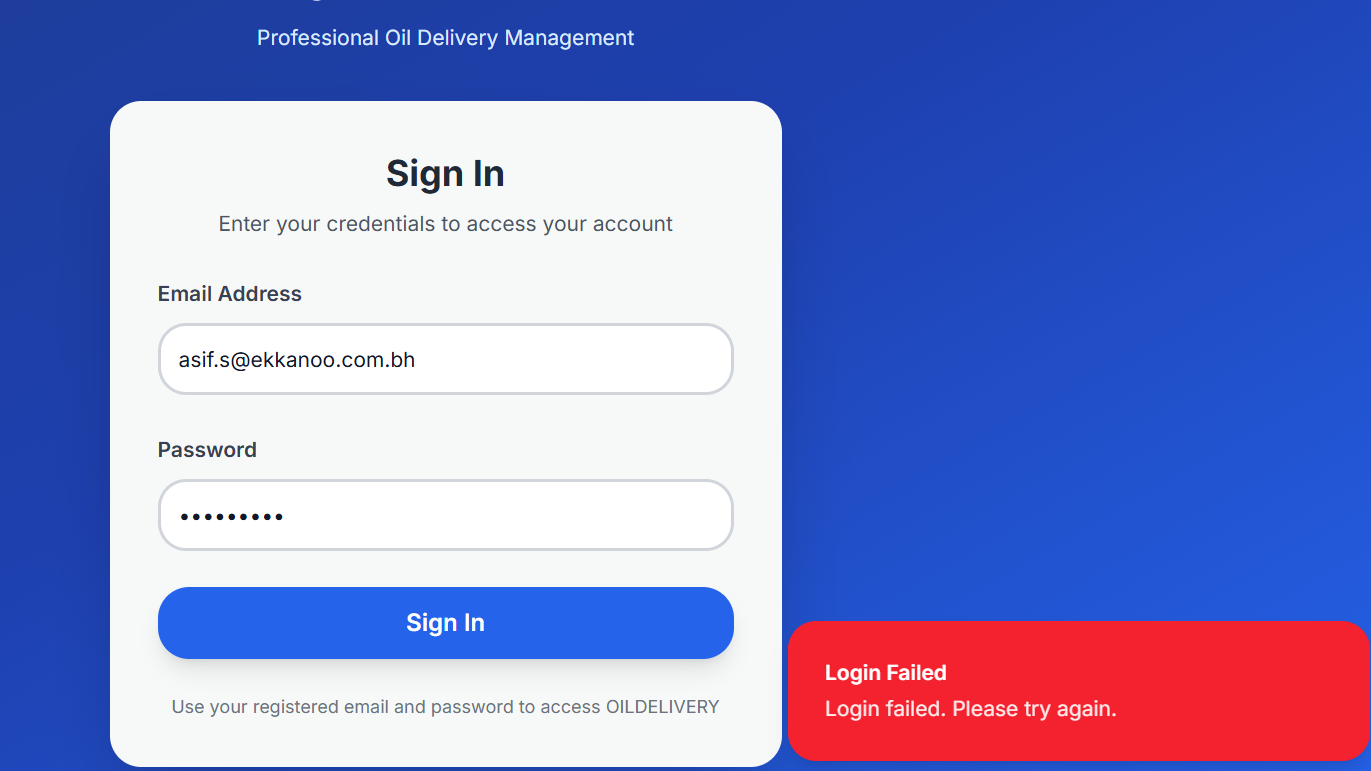 Professional Oil Delivery Management
Sign In
Enter your credentials to access your account
Email Address
asif.s@ekkanoo.com.bh
Password
•••••••••
Sign In
Use your registered email and password to access OILDELIVERY
Login Failed
Login failed. Please try again.